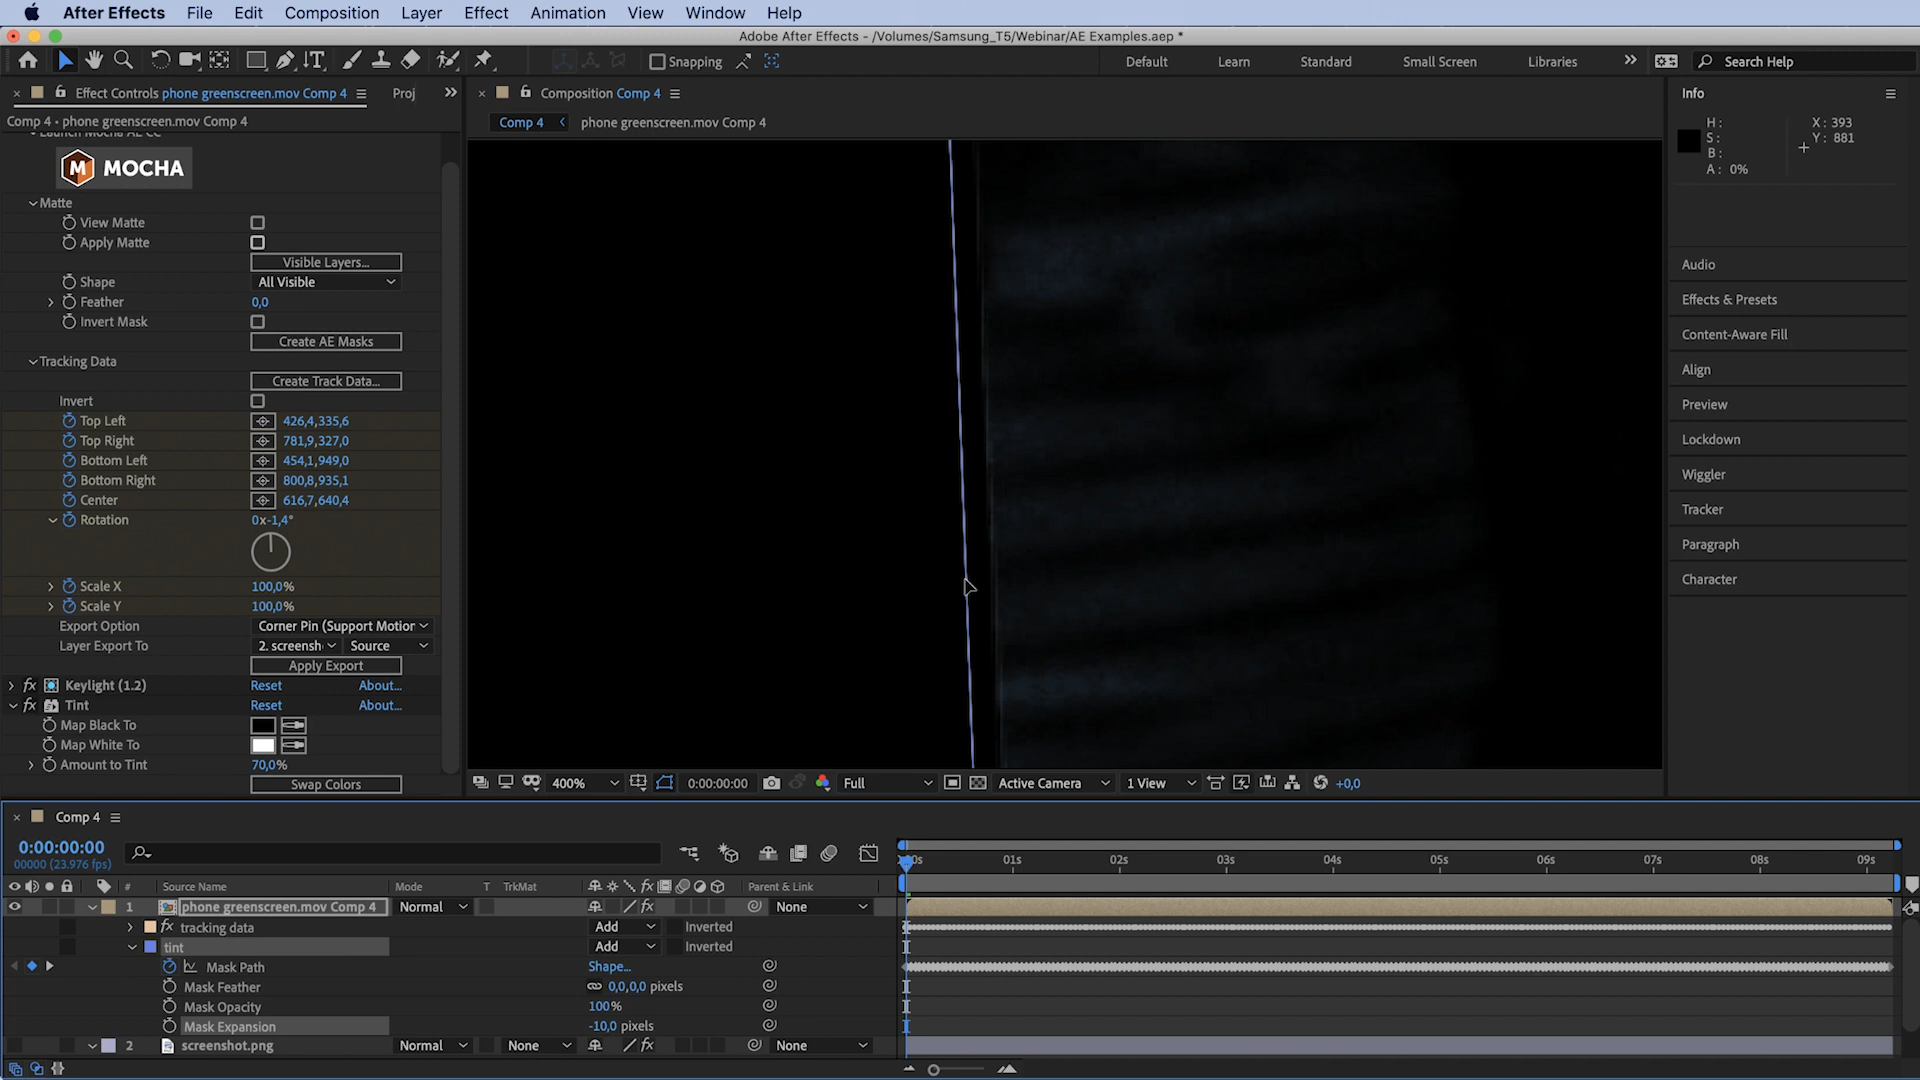 After Effects File Edit Composition Layer Effect Animation View Window Help
Adobe After Effects - /Volumes/Samsung_T5/Webinar/AE Examples.aep *
Snapping Default Learn Standard Small Screen Libraries Search Help
Effect Controls phone greenscreen.mov Comp 4 Proj
Composition Comp 4
Info
Comp 4 • phone greenscreen.mov Comp 4
Comp 4 phone greenscreen.mov Comp 4
H:
S:
B:
A: 0%
X: 393
Y: 881
Launch Mocha AE CC
M MOCHA
Matte
View Matte
Apply Matte
Visible Layers...
Shape All Visible
Feather 0,0
Invert Mask
Create AE Masks
Tracking Data
Create Track Data...
Invert
Top Left 426,4,335,6
Top Right 781,9,327,0
Bottom Left 454,1,949,0
Bottom Right 800,8,935,1
Center 616,7,640,4
Rotation 0x-1,4°
Scale X 100,0%
Scale Y 100,0%
Export Option Corner Pin (Support Motion
Layer Export To 2. screensh Source
Apply Export
fx Keylight (1.2) Reset About...
fx Tint Reset About...
Map Black To
Map White To
Amount to Tint 70,0%
Swap Colors
Audio
Effects & Presets
Content-Aware Fill
Align
Preview
Lockdown
Wiggler
Tracker
Paragraph
Character
400% 0:00:00:00 Full Active Camera 1 View +0,0
Comp 4
0:00:00:00
00000 (23.976 fps)
:00s 01s 02s 03s 04s 05s 06s 07s 08s 09s
# Source Name Mode T TrkMat fx Parent & Link
1 phone greenscreen.mov Comp 4 Normal fx None
fx tracking data Add Inverted
tint Add Inverted
Mask Path Shape...
Mask Feather 0,0,0,0 pixels
Mask Opacity 100%
Mask Expansion -10,0 pixels
2 screenshot.png Normal None fx None